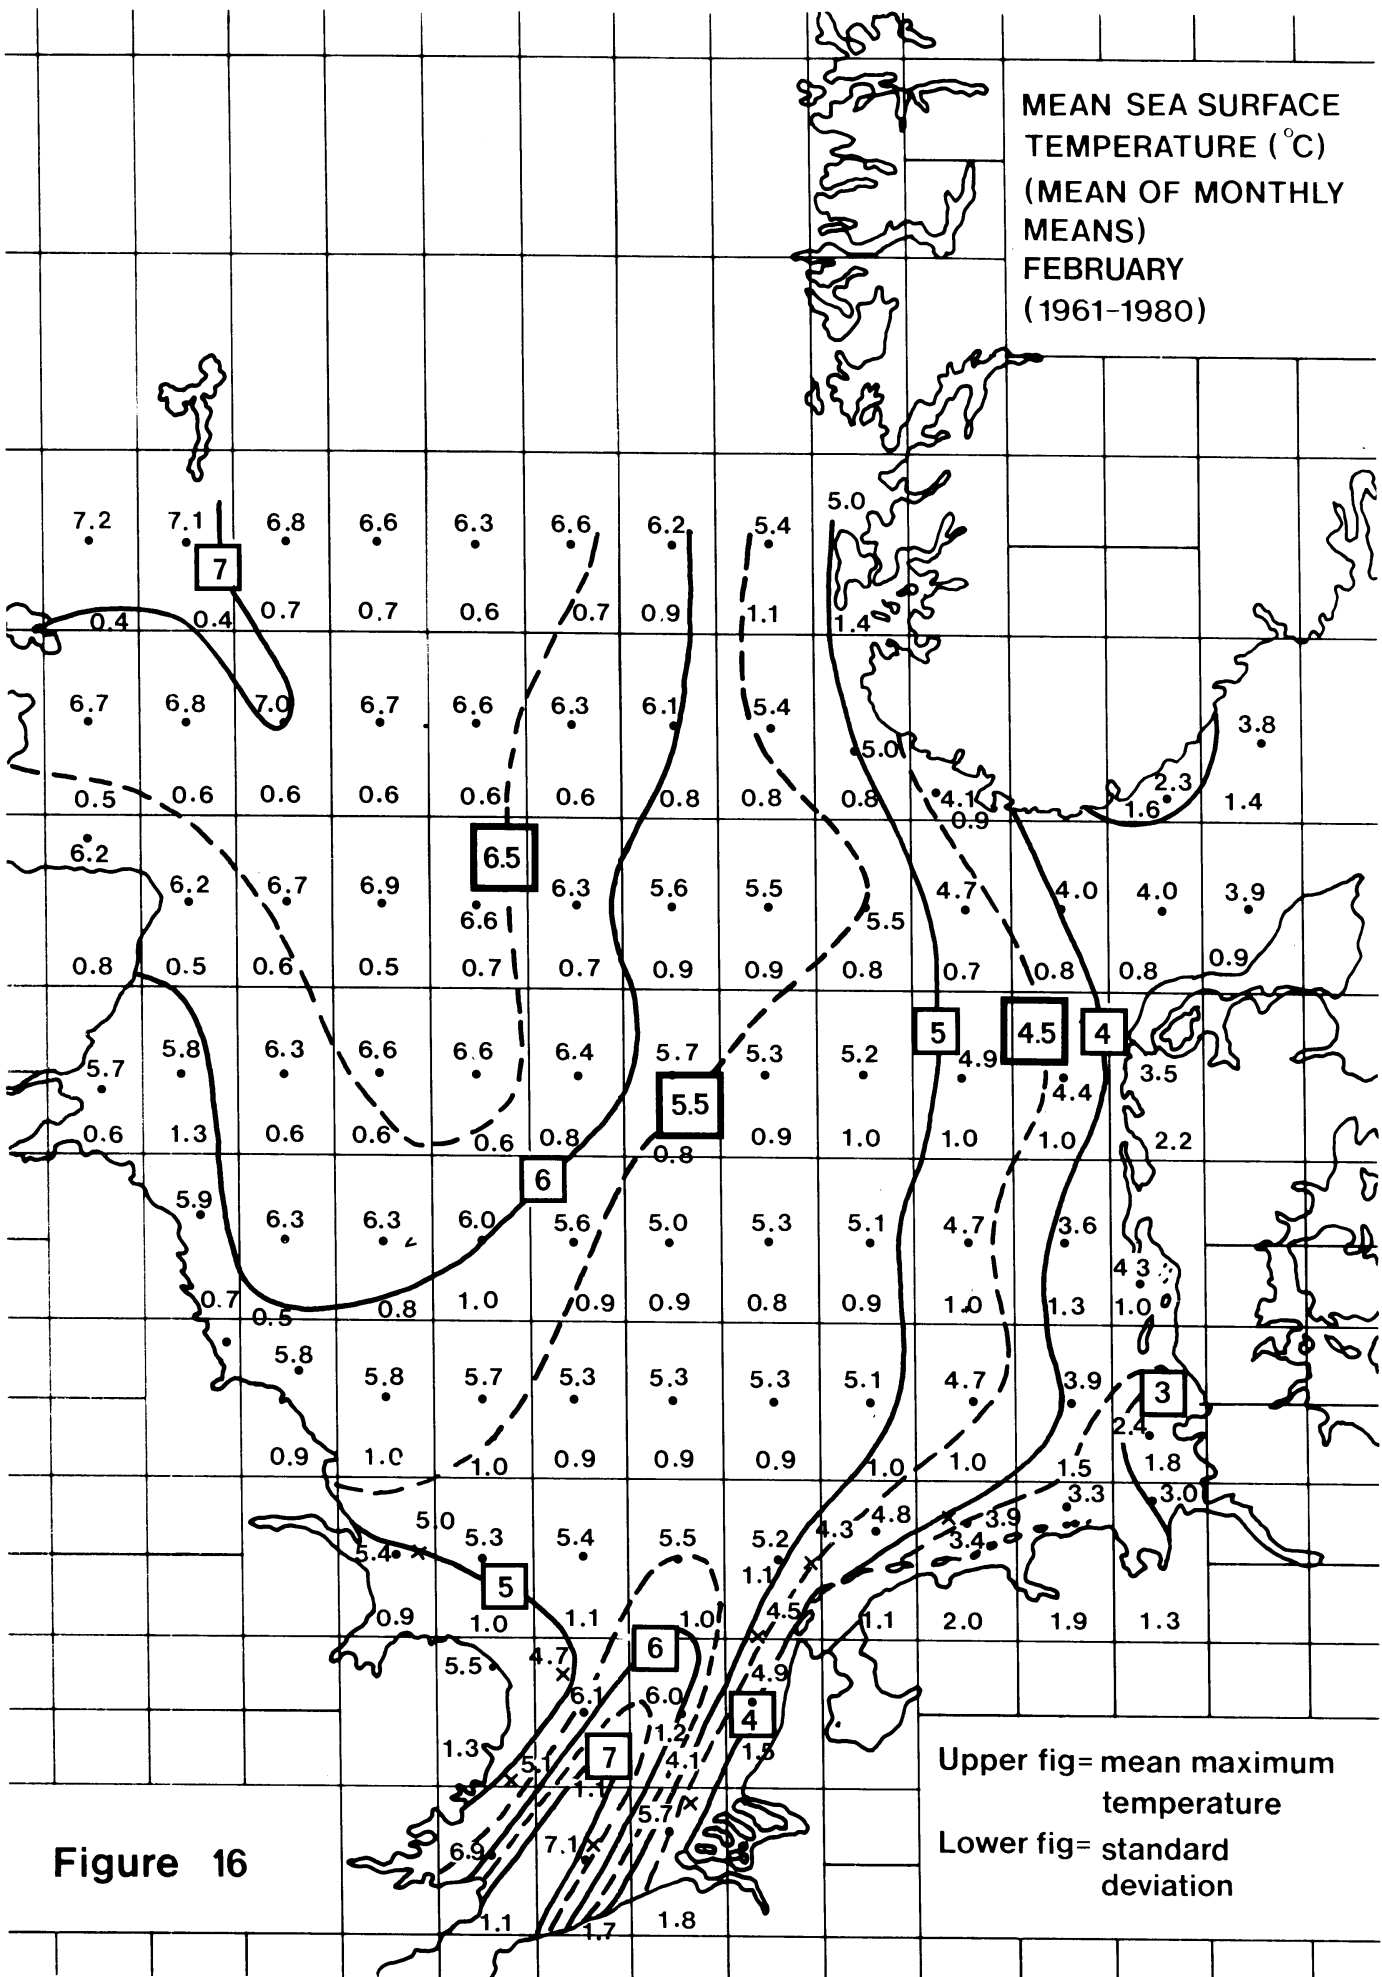 MEAN SEA SURFACE
TEMPERATURE (°C)
(MEAN OF MONTHLY
MEANS)
FEBRUARY
(1961-1980)
5.0
7.2 7.1 6.8 6.6 6.3 6.6 6.2 5.4
7
0.4 0.4 0.7 0.7 0.6 0.7 0.9 1.1 1.4
6.7 6.8 7.0 6.7 6.6 6.3 6.1 5.4 5.0 3.8
2.3
0.5 0.6 0.6 0.6 0.6 0.6 0.8 0.8 0.8 4.1 1.6 1.4
0.9
6.2 6.5
6.2 6.7 6.9 6.6 6.3 5.6 5.5 5.5 4.7 4.0 4.0 3.9
0.8 0.5 0.6 0.5 0.7 0.7 0.9 0.9 0.8 0.7 0.8 0.8 0.9
5 4.5 4
5.7 5.8 6.3 6.6 6.6 6.4 5.7 5.3 5.2 4.9 4.4 3.5
5.5
0.6 1.3 0.6 0.6 0.6 0.8 0.8 0.9 1.0 1.0 1.0 2.2
6
5.9 6.3 6.3 6.0 5.6 5.0 5.3 5.1 4.7 3.6
4 3
0.7 0.5 0.8 1.0 0.9 0.9 0.8 0.9 1.0 1.3 1.0
5.8 5.8 5.7 5.3 5.3 5.3 5.1 4.7 3.9 3
2.4
0.9 1.0 1.0 0.9 0.9 0.9 1.0 1.0 1.5 1.8
3.3 3.0
5.0 5.4 5.3 5.4 5.5 5.2 4.3 4.8 3.9
3.4
5 1.1
0.9 1.0 1.1 1.0 4.5 1.1 2.0 1.9 1.3
6
5.5 4.7 4.9
6.1 6.0
4
1.3 5.1 7 1.2 4.1 1.5
1.1
5.7
6.9 7.1
1.1 1.7 1.8
Upper fig= mean maximum
temperature
Lower fig= standard
deviation
Figure 16